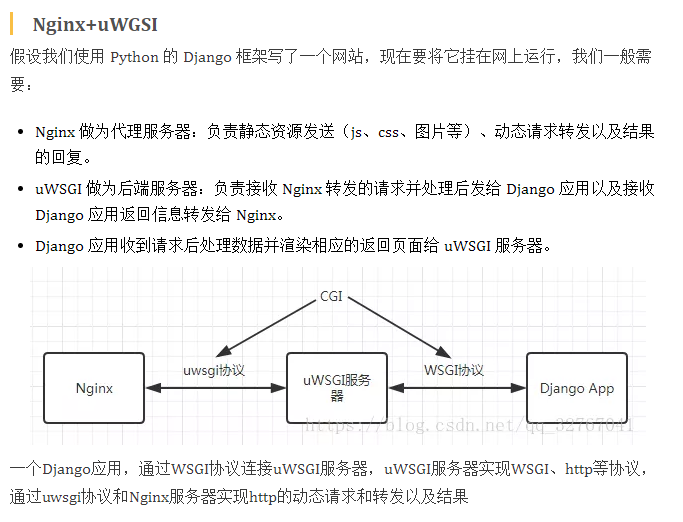 Nginx+uWGSI
假设我们使用 Python 的 Django 框架写了一个网站，现在要将它挂在网上运行，我们一般需
要：
Nginx 做为代理服务器：负责静态资源发送（js、css、图片等）、动态请求转发以及结果
的回复。
uWSGI 做为后端服务器：负责接收 Nginx 转发的请求并处理后发给 Django 应用以及接收
Django 应用返回信息转发给 Nginx。
Django 应用收到请求后处理数据并渲染相应的返回页面给 uWSGI 服务器。
CGI
Nginx
uwsgi协议
uWSGI服务
器
WSGI协议
Django App
https://blog.csdn.net/qq_32767041
一个Django应用，通过WSGI协议连接uWSGI服务器，uWSGI服务器实现WSGI、http等协议，
通过uwsgi协议和Nginx服务器实现http的动态请求和转发以及结果